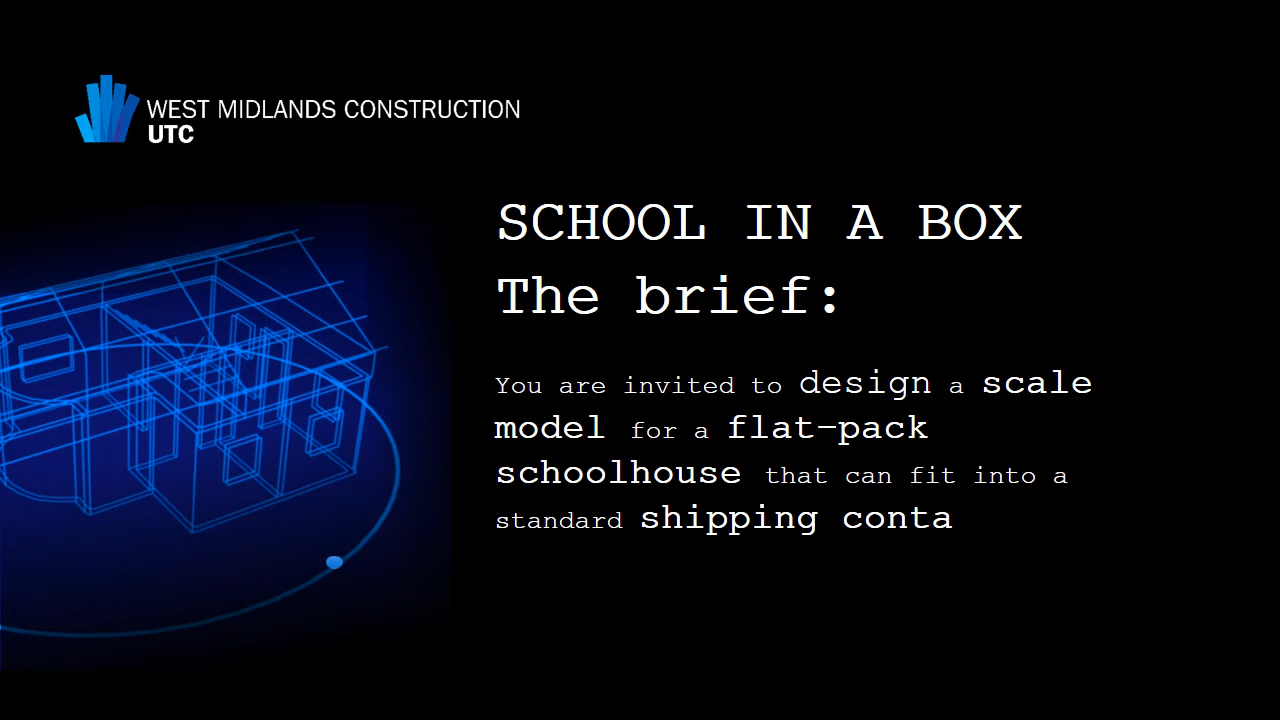 WEST MIDLANDS CONSTRUCTION
UTC
SCHOOL IN A BOX
The brief:
You are invited to design a scale
model for a flat-pack
schoolhouse that can fit into a
standard shipping conta